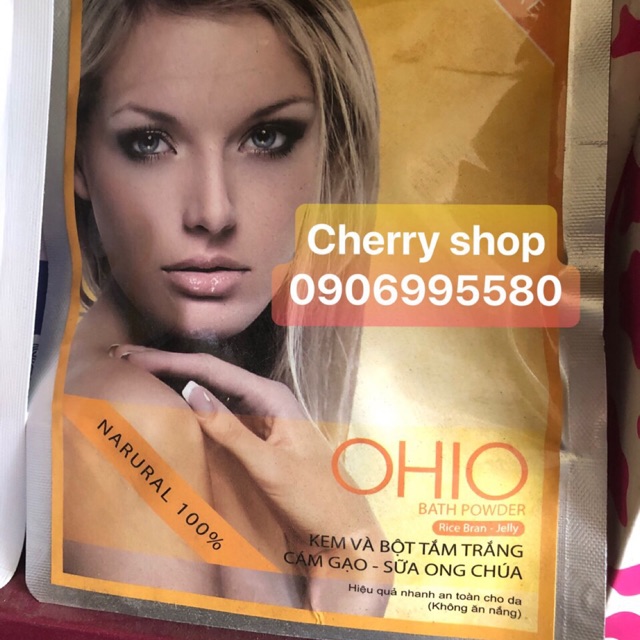 Cherry shop
0906995580
NARURAL 100%
OHIO
BATH POWDER
Rice Bran - Jelly
KEM VÀ BỘT TẮM TRẮNG
CÁM GẠO - SỮA ONG CHÚA
Hiệu quả nhanh an toàn cho da
(Không ăn nắng)